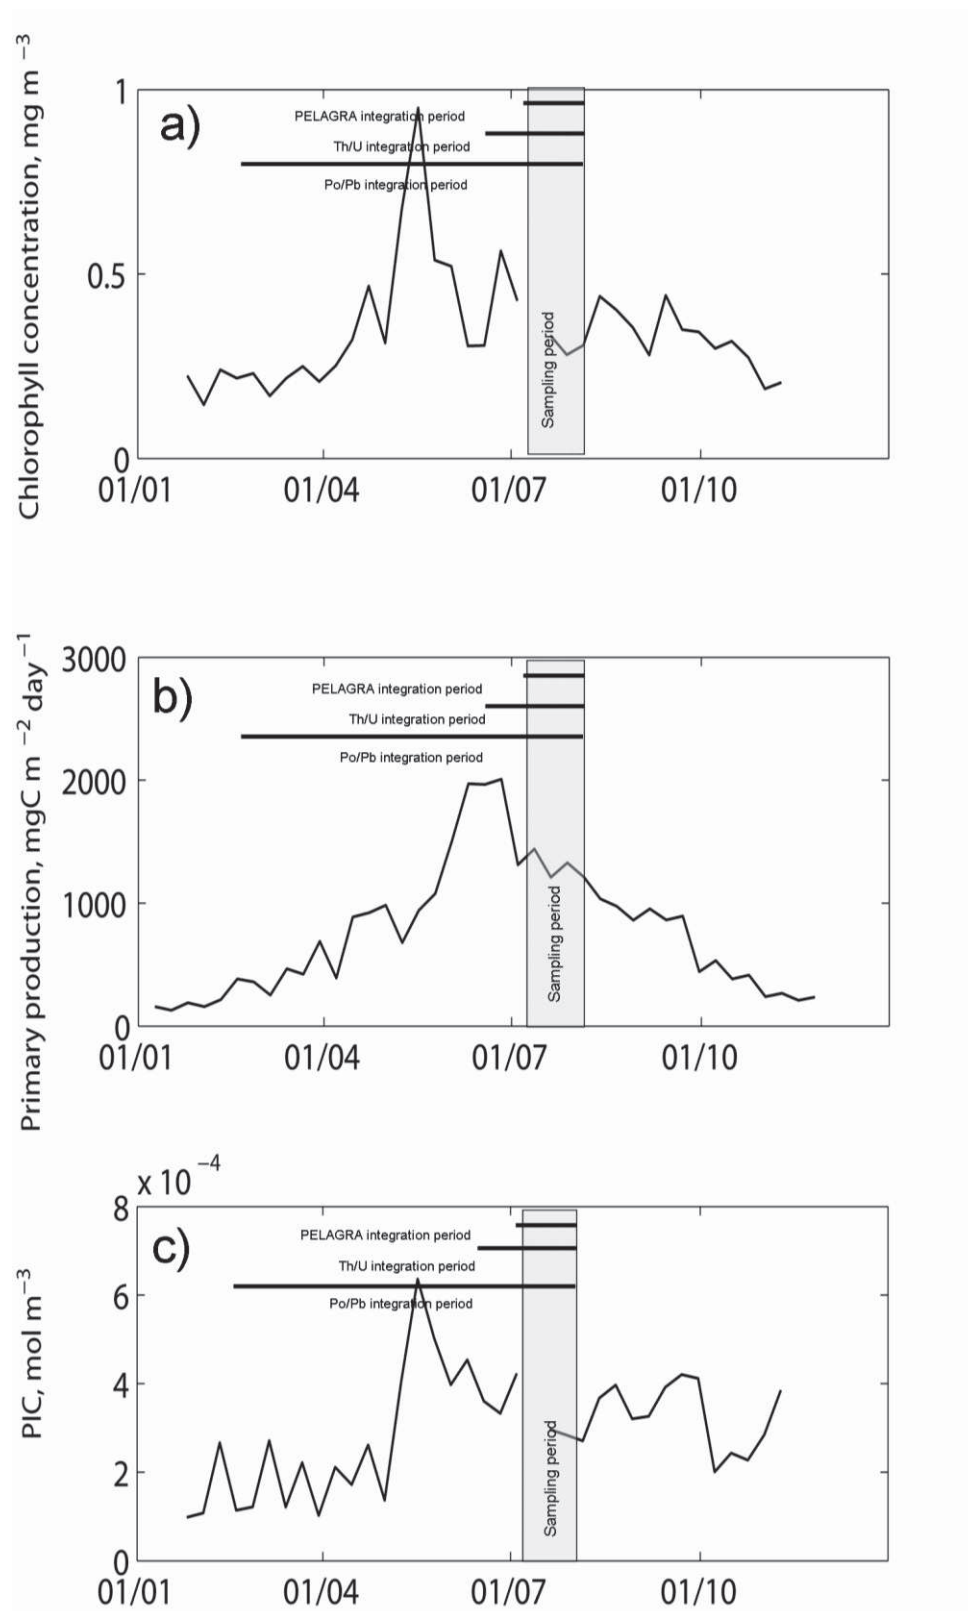 Chlorophyll concentration, mg m −3
1
a)
PELAGRA integration period
Th/U integration period
Po/Pb integration period
0.5
Sampling period
0
01/01 01/04 01/07 01/10
Primary production, mgC m −2 day−1
3000
b)
PELAGRA integration period
Th/U integration period
Po/Pb integration period
2000
1000
Sampling period
0
01/01 01/04 01/07 01/10
PIC, mol m−3
x 10 −4
8
c)
PELAGRA integration period
Th/U integration period
6
Po/Pb integration period
4
2
Sampling period
0
01/01 01/04 01/07 01/10